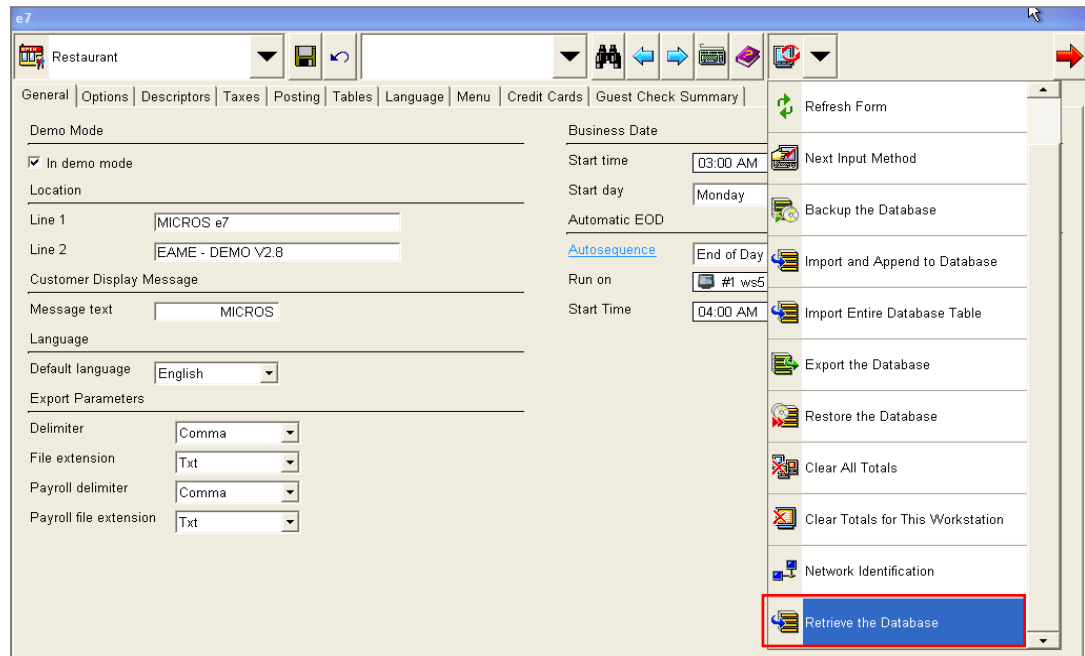 e7
OPEN
Restaurant
General Options Descriptors Taxes Posting Tables Language Menu Credit Cards Guest Check Summary
Demo Mode
In demo mode
Location
Line 1 MICROS e7
Line 2 EAME - DEMO V2.8
Customer Display Message
Message text MICROS
Language
Default language English
Export Parameters
Delimiter Comma
File extension Txt
Payroll delimiter Comma
Payroll file extension Txt
Business Date
Start time 03:00 AM
Start day Monday
Automatic EOD
Autosequence End of Day
Run on #1 ws5
Start Time 04:00 AM
Refresh Form
Next Input Method
Backup the Database
Import and Append to Database
Import Entire Database Table
Export the Database
Restore the Database
Clear All Totals
Clear Totals for This Workstation
Network Identification
Retrieve the Database